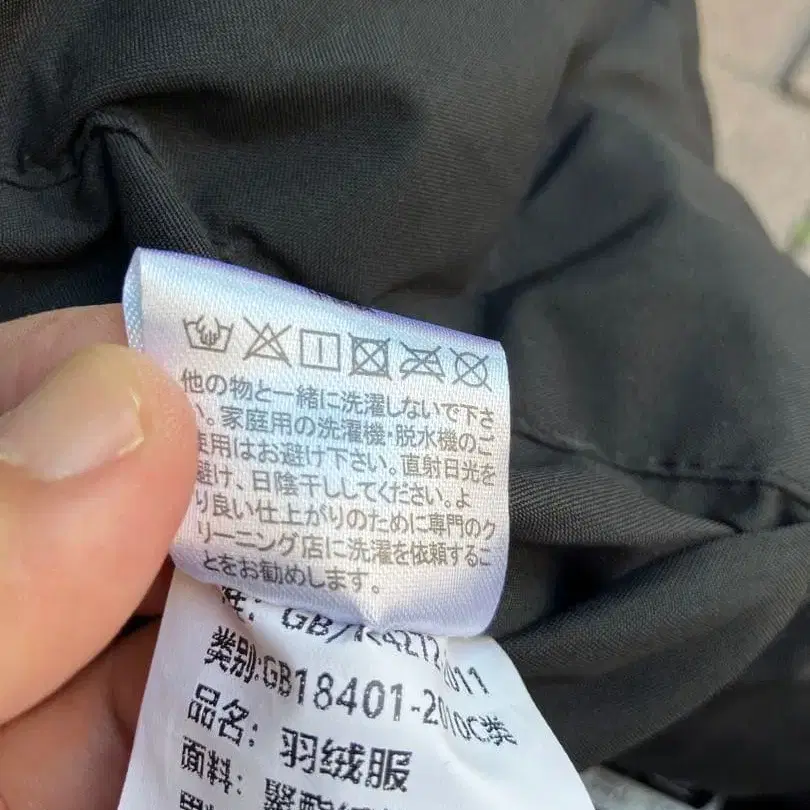 他の物と一緒に洗濯しないで下さ
い。家庭用の洗濯機・脱水機のご
使用はお避け下さい。直射日光を
避け、日陰干ししてください。よ
り良い仕上がりのために専門のク
リーニング店に洗濯を依頼するこ
とをお勧めします。
类别:GB18401-2010C类
品名：羽绒服
面料：